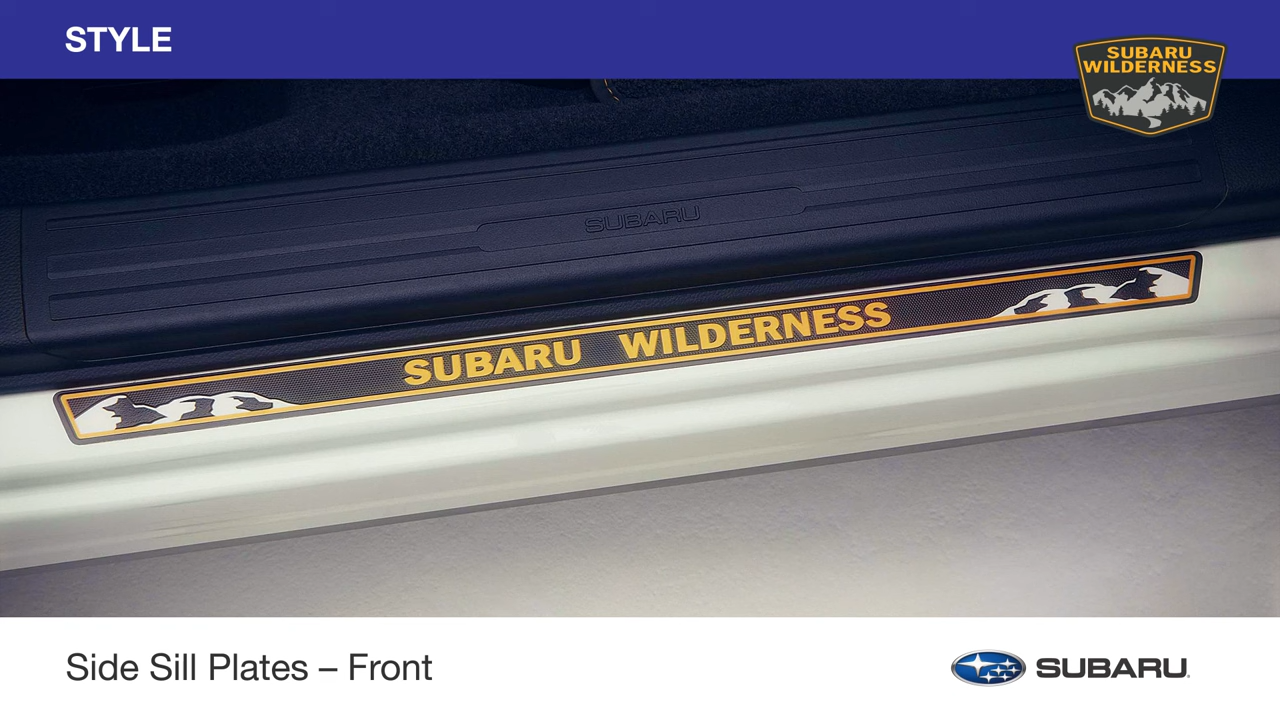 STYLE
SUBARU
WILDERNESS
SUBARU
SUBARU WILDERNESS
Side Sill Plates – Front
SUBARU